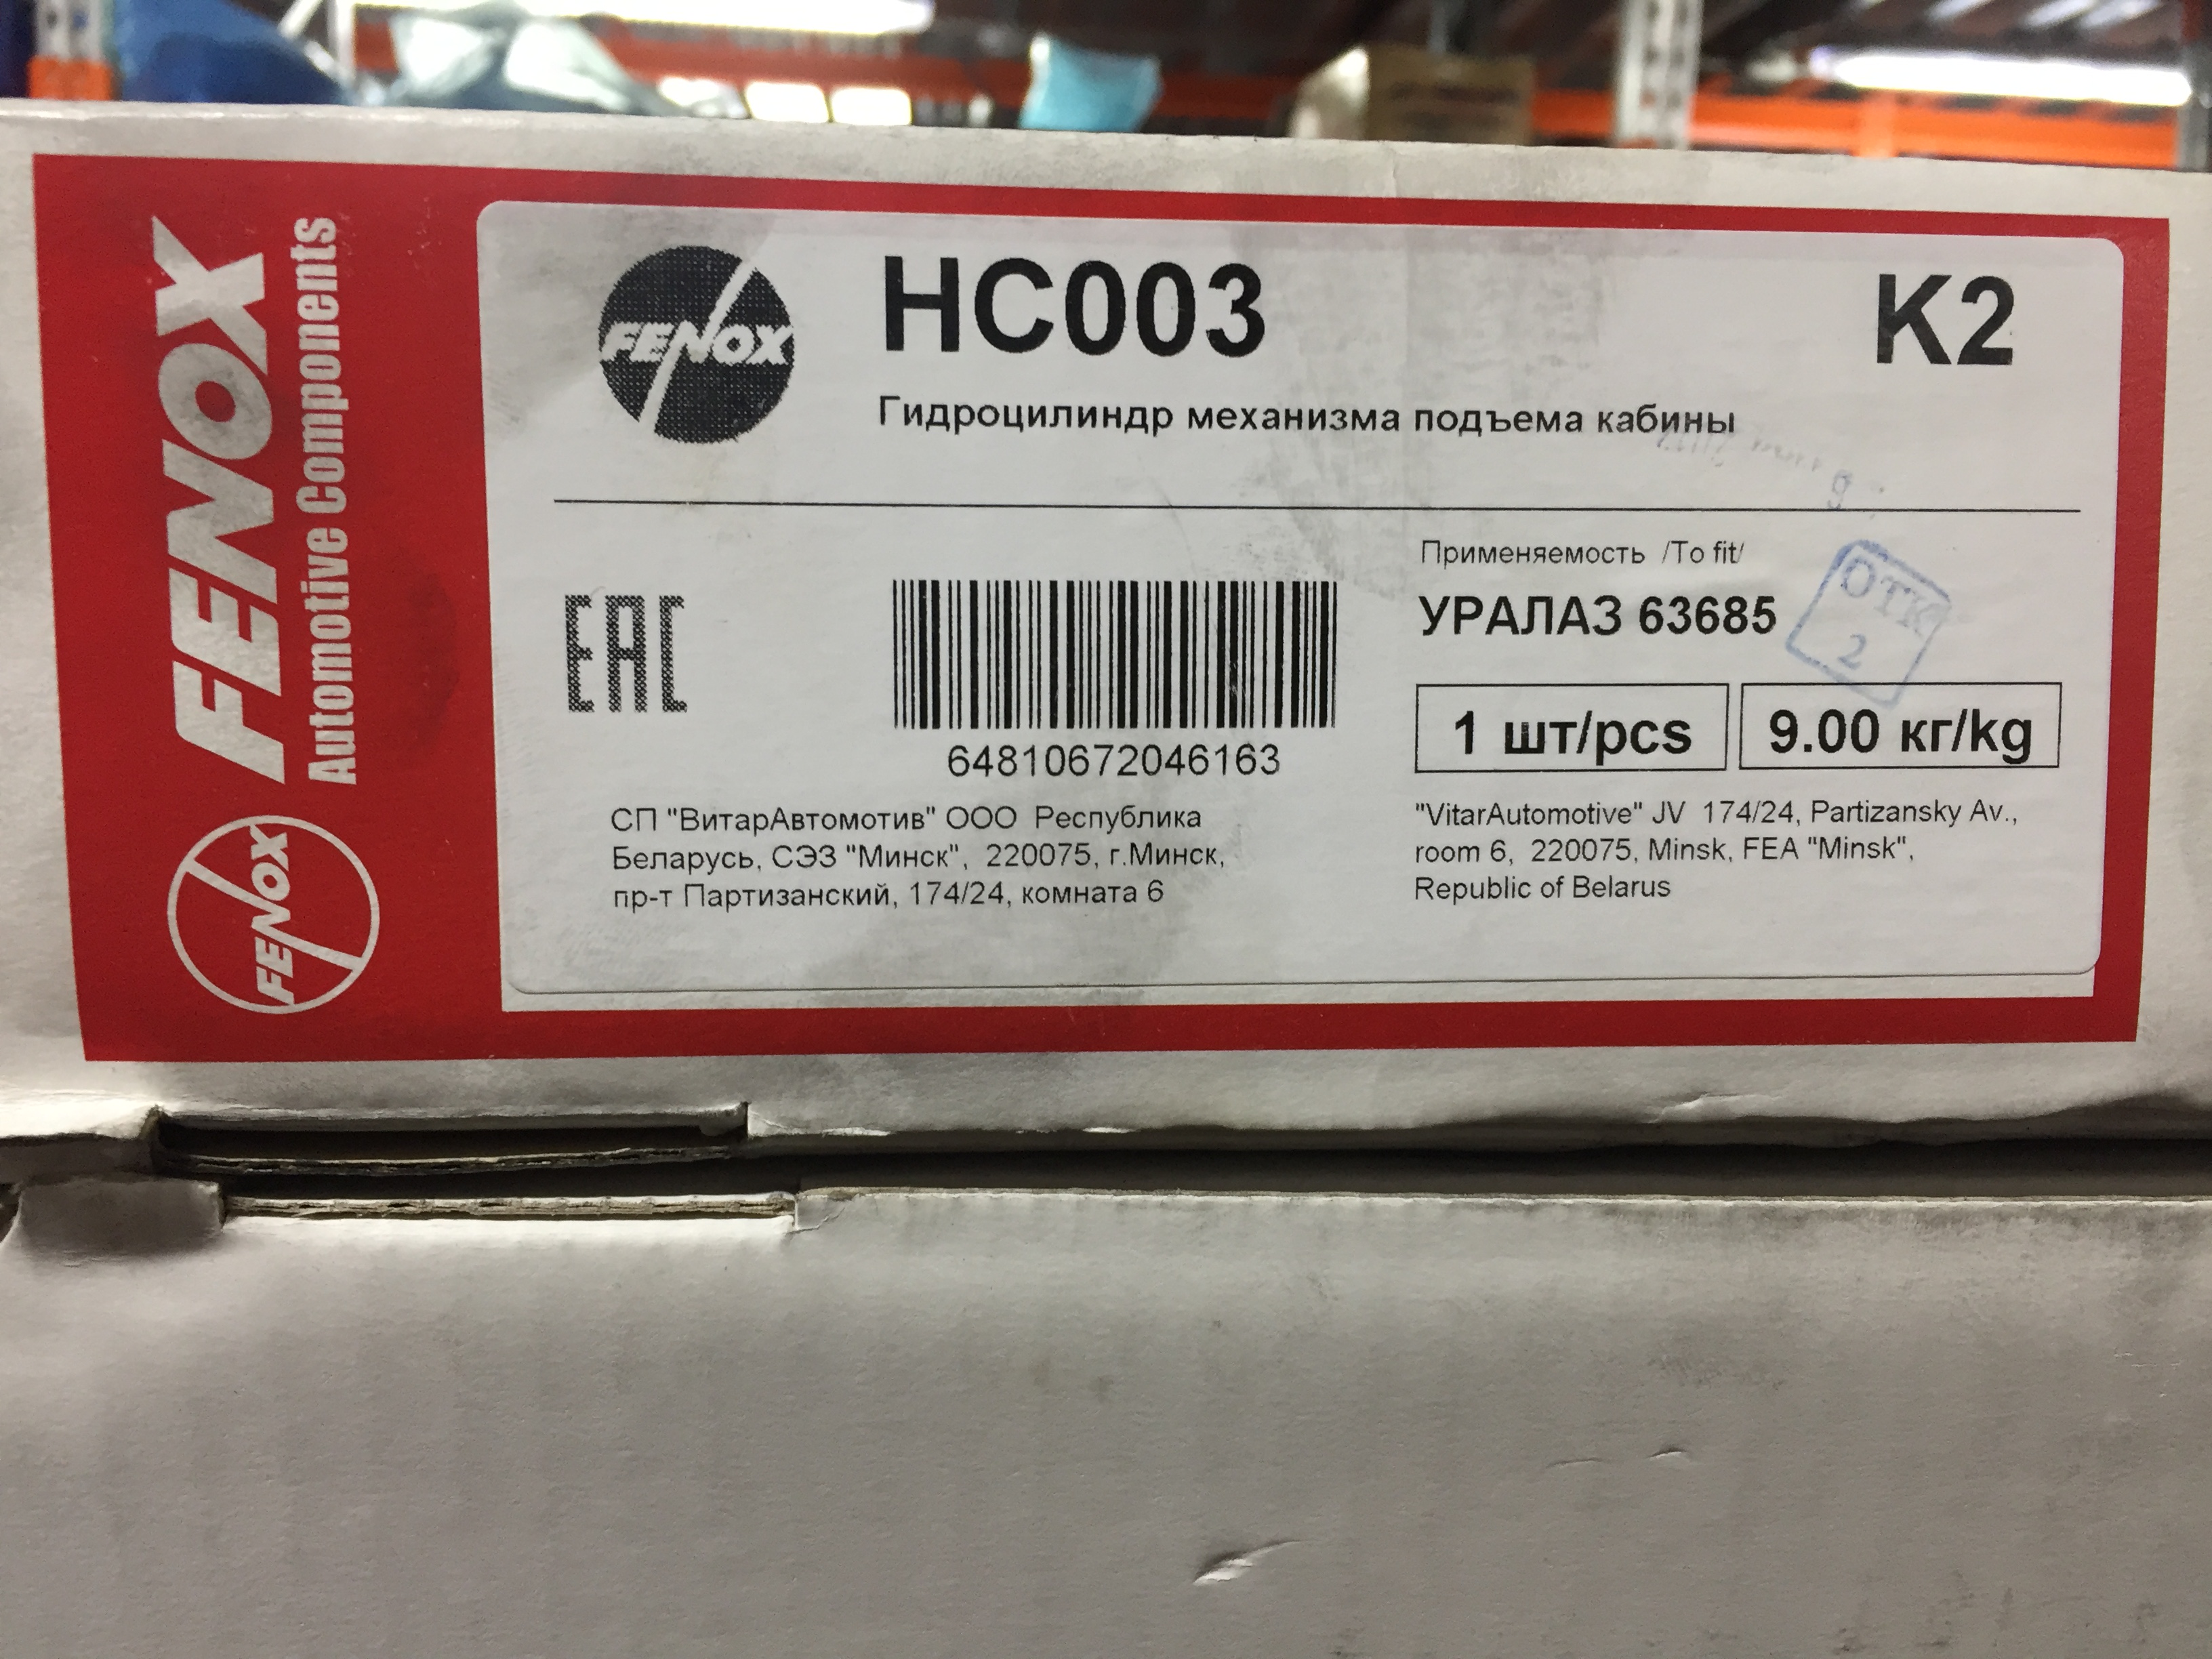 FENOX
Automotive Components
FENOX
FENOX
HC003
K2
Гидроцилиндр механизма подъема кабины
Применяемость /To fit/
УРАЛАЗ 63685
ОТК
2
EAC
64810672046163
1 шт/pcs
9.00 кг/kg
СП "ВитарАвтомотив" ООО Республика
Беларусь, СЭЗ "Минск", 220075, г.Минск,
пр-т Партизанский, 174/24, комната 6
"VitarAutomotive" JV 174/24, Partizansky Av.,
room 6, 220075, Minsk, FEA "Minsk",
Republic of Belarus